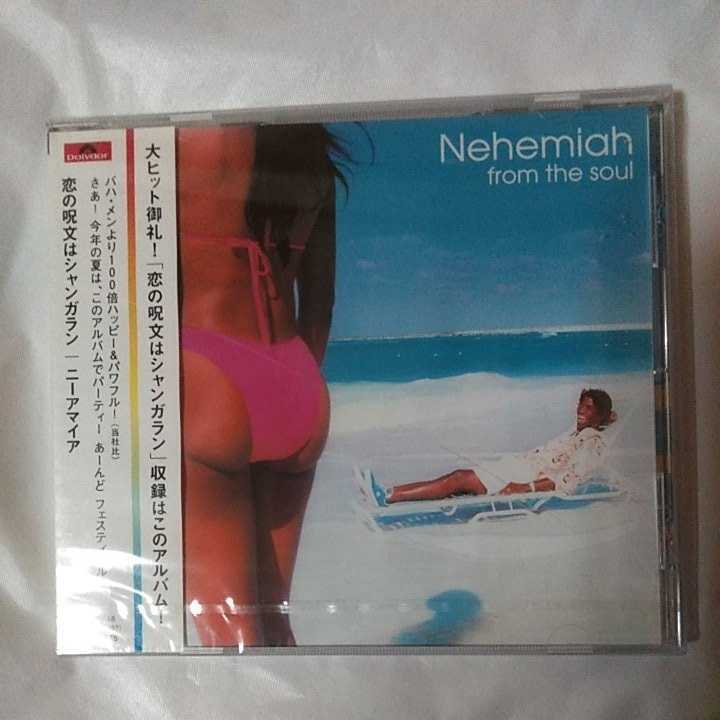 Nehemiah
from the soul
大ヒット御礼！「恋の呪文はシャンガラン」収録はこのアルバム！
Polydor
バハ・メンより100倍ハッピー&パワフル！（当社比）
さあ！今年の夏は、このアルバムでパーティー あーんど フェスティ
恋の呪文はシャンガラン｜ニーアマイア